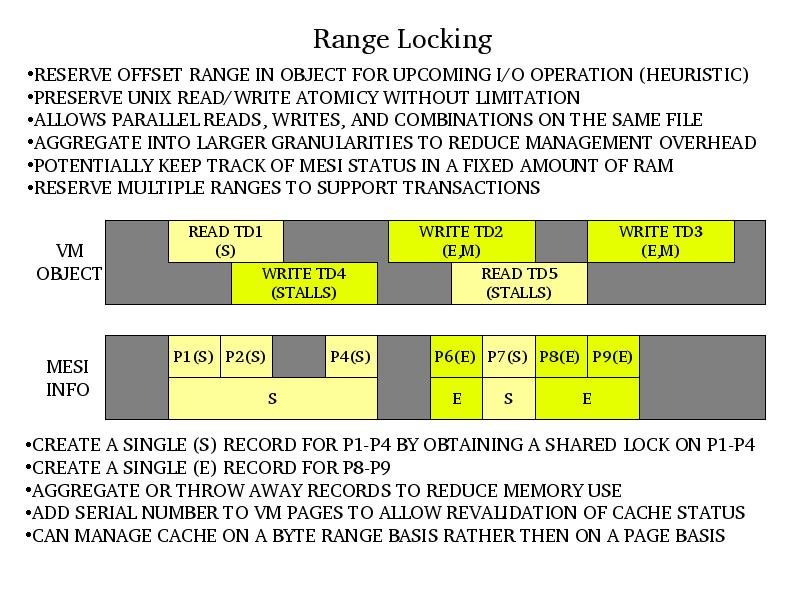 Range Locking
•RESERVE OFFSET RANGE IN OBJECT FOR UPCOMING I/O OPERATION (HEURISTIC)
•PRESERVE UNIX READ/WRITE ATOMICY WITHOUT LIMITATION
•ALLOWS PARALLEL READS, WRITES, AND COMBINATIONS ON THE SAME FILE
•AGGREGATE INTO LARGER GRANULARITIES TO REDUCE MANAGEMENT OVERHEAD
•POTENTIALLY KEEP TRACK OF MESI STATUS IN A FIXED AMOUNT OF RAM
•RESERVE MULTIPLE RANGES TO SUPPORT TRANSACTIONS
VM
OBJECT
READ TD1
(S)
WRITE TD2
(E,M)
WRITE TD3
(E,M)
WRITE TD4
(STALLS)
READ TD5
(STALLS)
MESI
INFO
P1(S) P2(S) P4(S) P6(E) P7(S) P8(E) P9(E)
S E S E
•CREATE A SINGLE (S) RECORD FOR P1-P4 BY OBTAINING A SHARED LOCK ON P1-P4
•CREATE A SINGLE (E) RECORD FOR P8-P9
•AGGREGATE OR THROW AWAY RECORDS TO REDUCE MEMORY USE
•ADD SERIAL NUMBER TO VM PAGES TO ALLOW REVALIDATION OF CACHE STATUS
•CAN MANAGE CACHE ON A BYTE RANGE BASIS RATHER THEN ON A PAGE BASIS